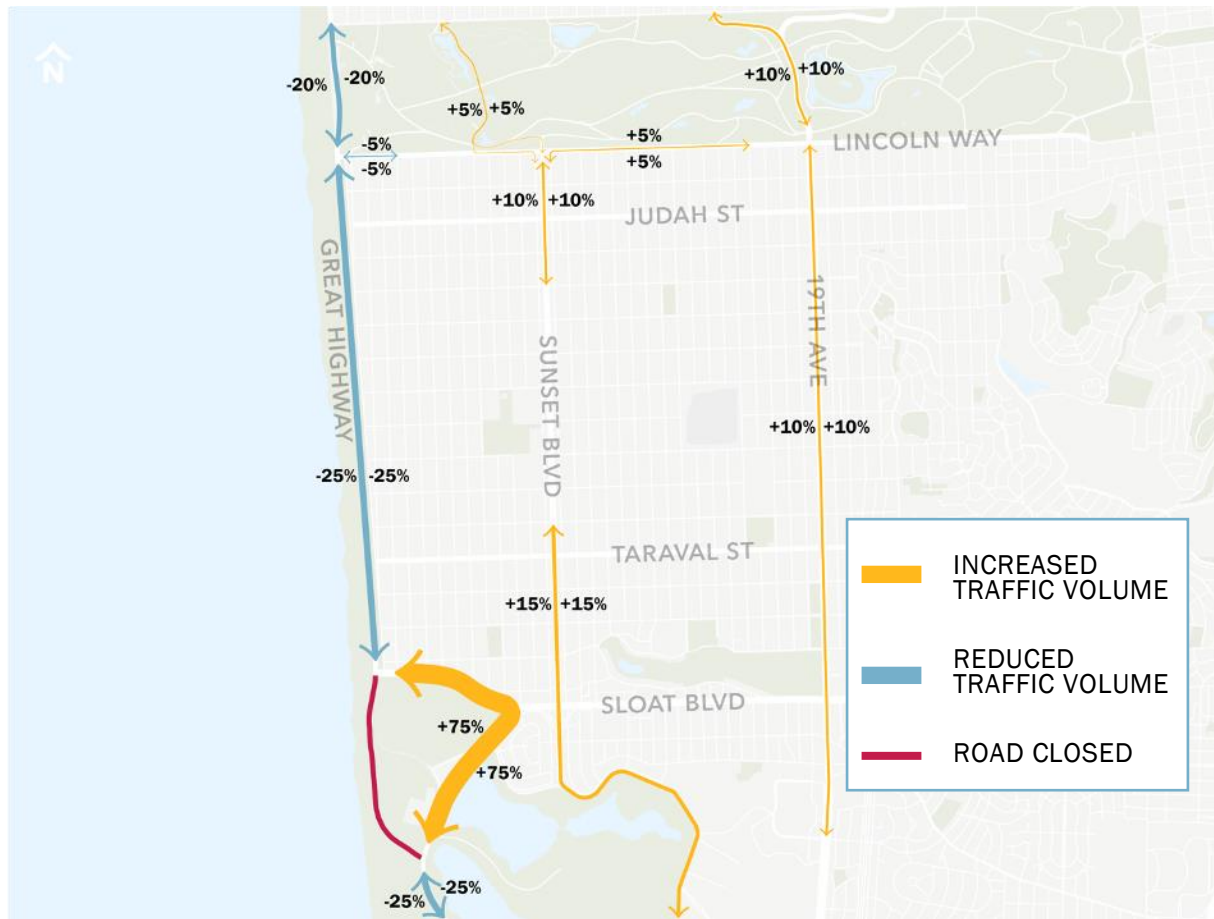 N
-20% -20%
+5% +5%
+10% +10%
-5%
-5%
+5%
+5%
LINCOLN WAY
+10% +10%
JUDAH ST
GREAT HIGHWAY
SUNSET BLVD
19TH AVE
+10% +10%
-25% -25%
TARAVAL ST
+15% +15%
SLOAT BLVD
+75%
+75%
-25% -25%
INCREASED
TRAFFIC VOLUME
REDUCED
TRAFFIC VOLUME
ROAD CLOSED